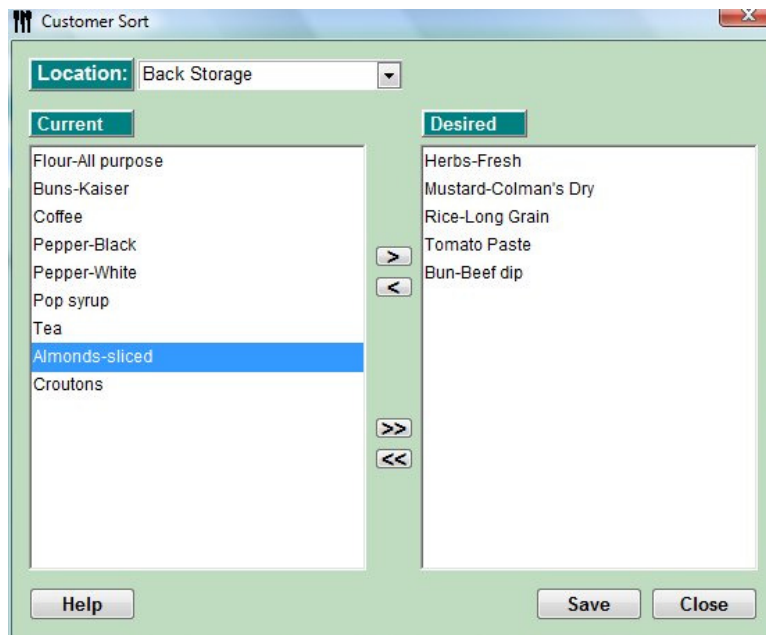 Customer Sort
X
Location: Back Storage
Current
Desired
Flour-All purpose
Buns-Kaiser
Coffee
Pepper-Black
Pepper-White
Pop syrup
Tea
Almonds-sliced
Croutons
Herbs-Fresh
Mustard-Colman's Dry
Rice-Long Grain
Tomato Paste
Bun-Beef dip
>
<
>>
<<
Help
Save
Close